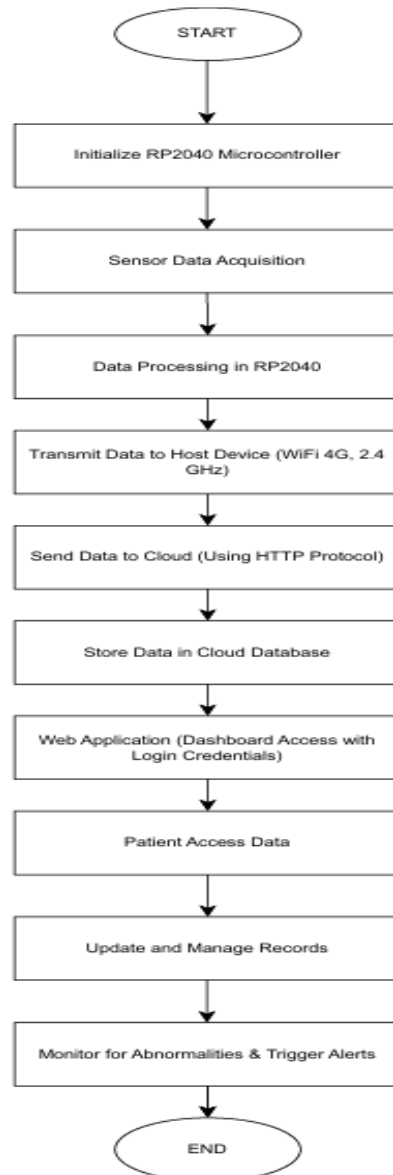 START
Initialize RP2040 Microcontroller
Sensor Data Acquisition
Data Processing in RP2040
Transmit Data to Host Device (WiFi 4G, 2.4
GHz)
Send Data to Cloud (Using HTTP Protocol)
Store Data in Cloud Database
Web Application (Dashboard Access with
Login Credentials)
Patient Access Data
Update and Manage Records
Monitor for Abnormalities & Trigger Alerts
END